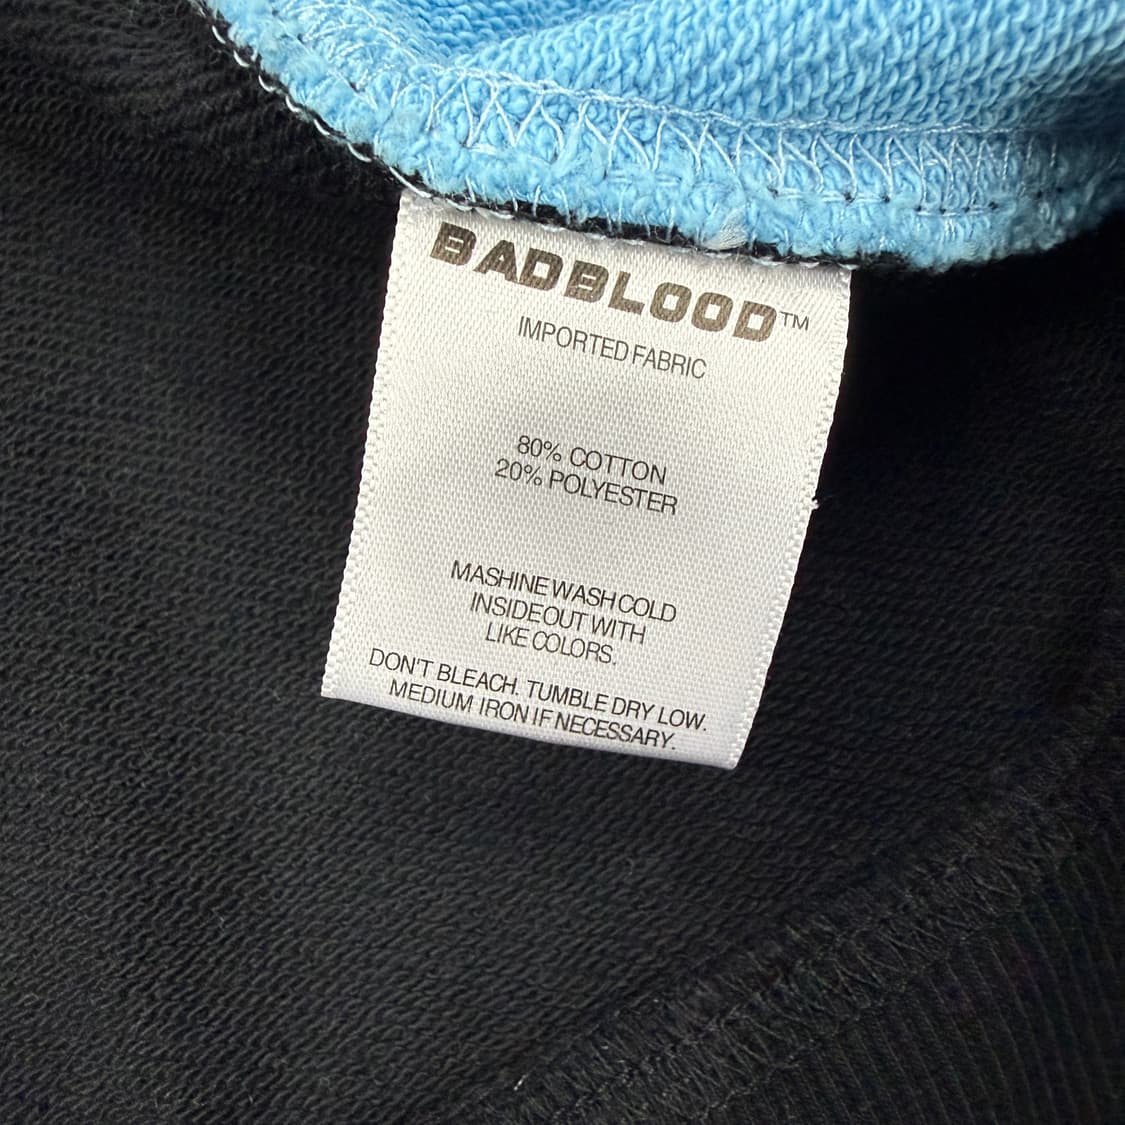 BADBLOOD™
IMPORTED FABRIC
80% COTTON
20% POLYESTER
MASHINE WASH COLD
INSIDEOUT WITH
LIKE COLORS.
DON'T BLEACH. TUMBLE DRY LOW.
MEDIUM IRON IF NECESSARY.